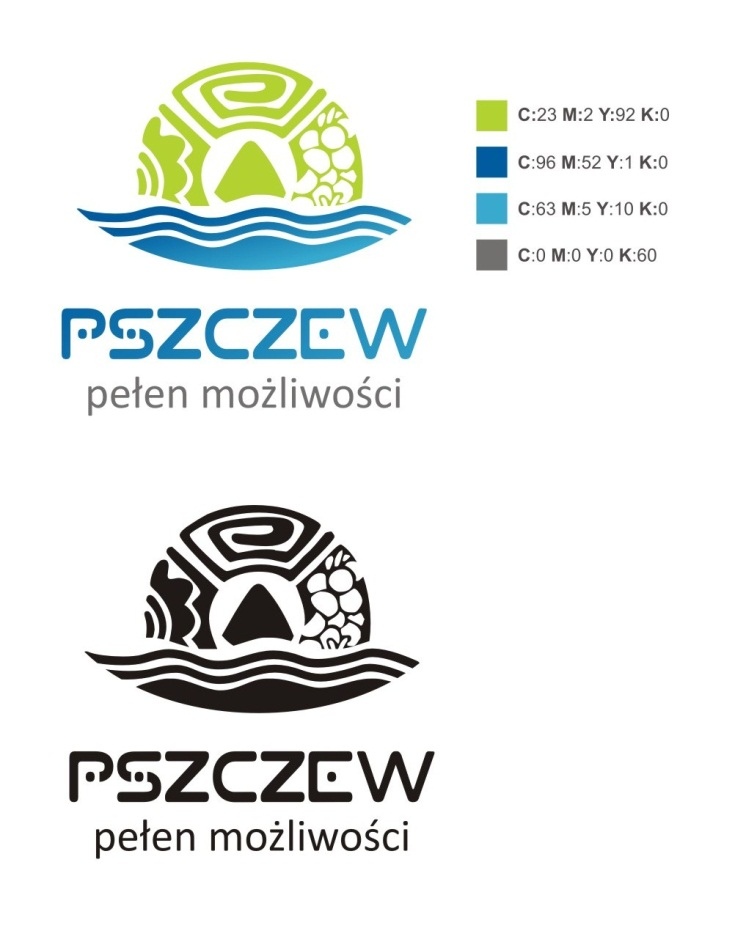 C:23 M:2 Y:92 K:0
C:96 M:52 Y:1 K:0
C:63 M:5 Y:10 K:0
C:0 M:0 Y:0 K:60
PSZCZEW
pełen możliwości
PSZCZEW
pełen możliwości